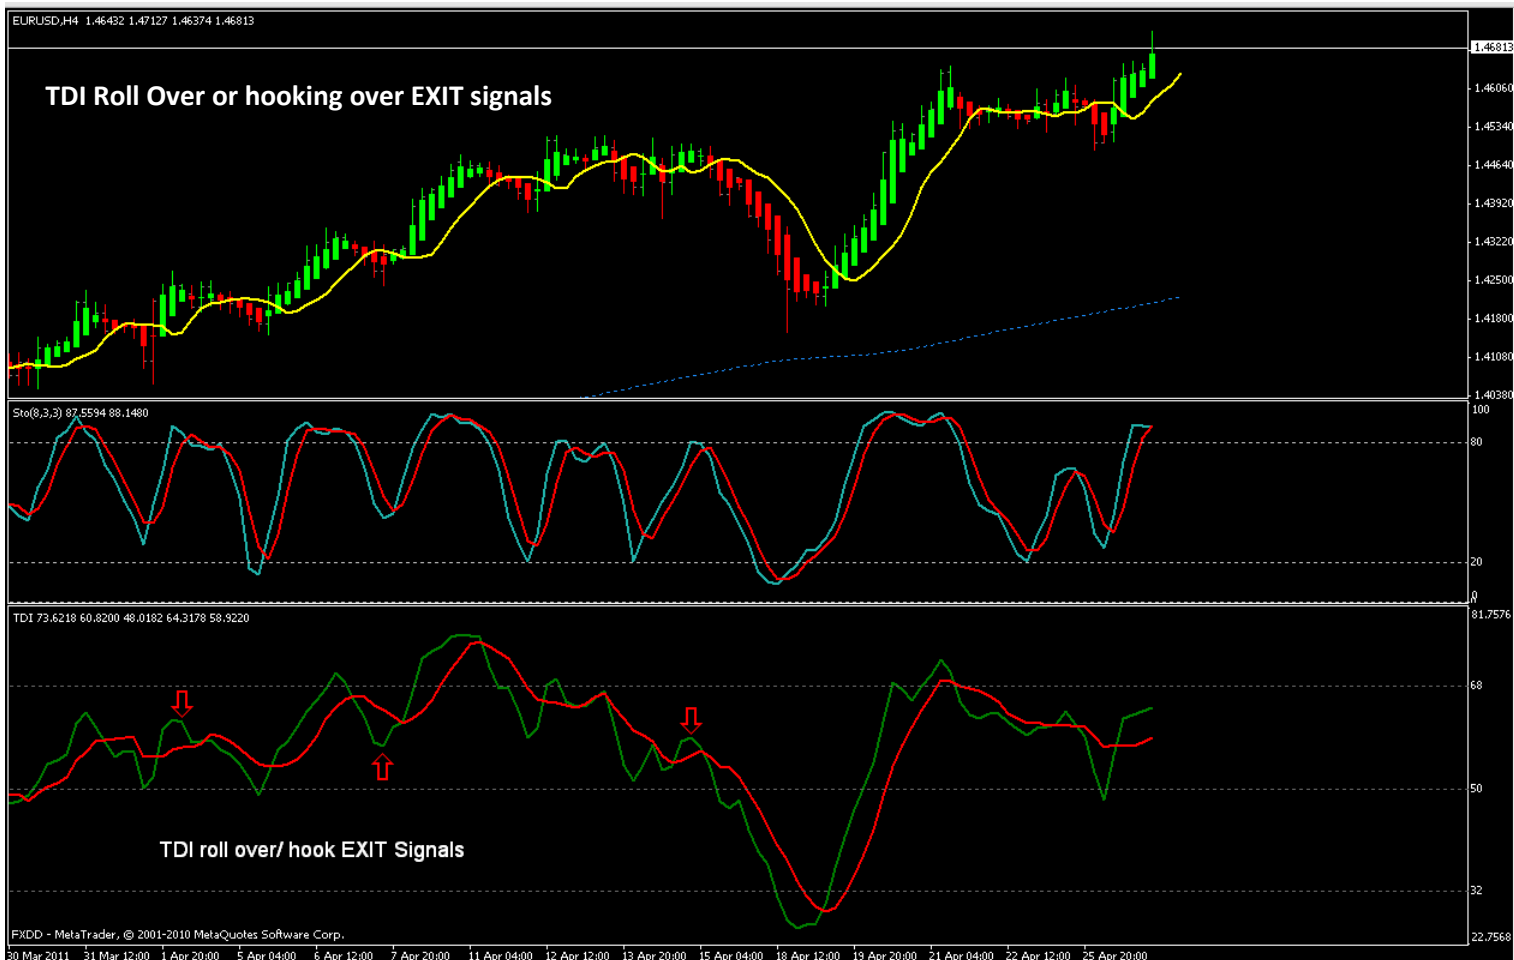 EURUSD,H4 1.46432 1.47127 1.46374 1.46813
1.46813
TDI Roll Over or hooking over EXIT signals
1.46060
1.45340
1.44640
1.43920
1.43220
1.42500
1.41800
1.41080
1.40380
Sto(8,3,3) 87.5594 88.1480
100
80
20
0
TDI 73.6218 60.8200 48.0182 64.3178 58.9220
81.7576
68
50
TDI roll over/ hook EXIT Signals
32
FXDD - MetaTrader, © 2001-2010 MetaQuotes Software Corp.
22.7568
30 Mar 2011 31 Mar 12:00 1 Apr 20:00 5 Apr 04:00 6 Apr 12:00 7 Apr 20:00 11 Apr 04:00 12 Apr 12:00 13 Apr 20:00 15 Apr 04:00 18 Apr 12:00 19 Apr 20:00 21 Apr 04:00 22 Apr 12:00 25 Apr 20:00